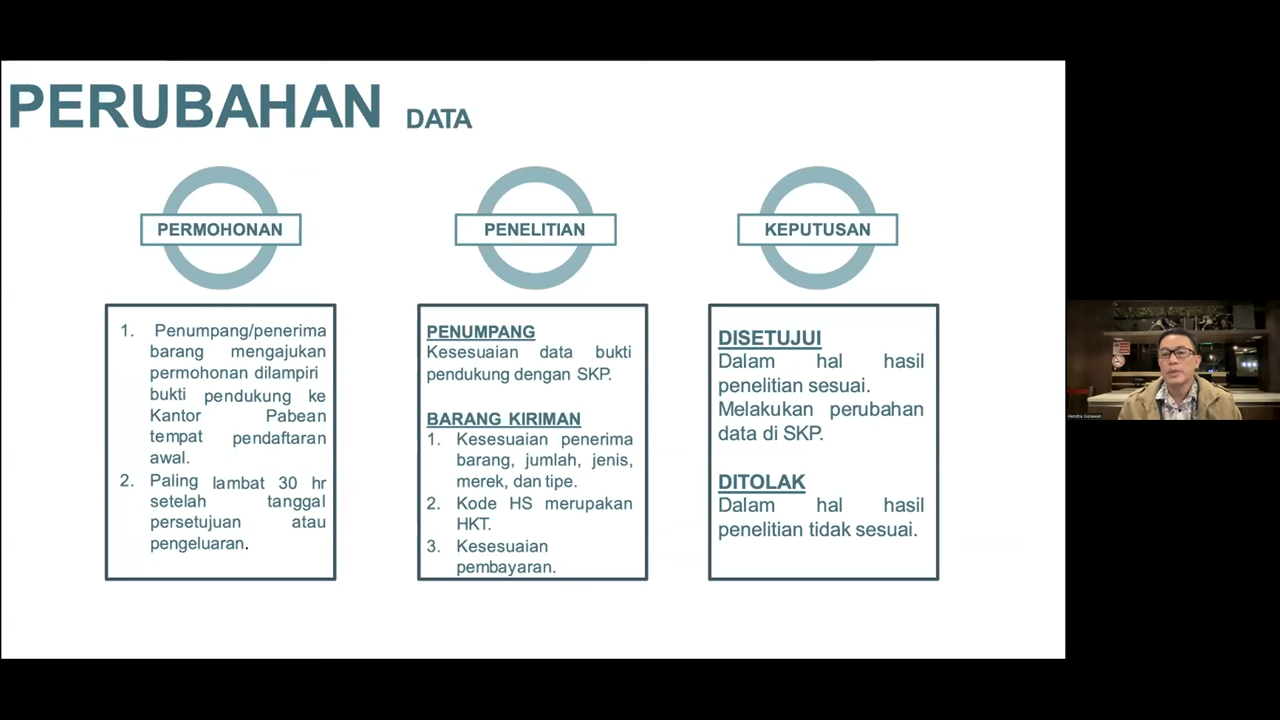 PERUBAHAN DATA
PERMOHONAN
1. Penumpang/penerima
barang mengajukan
permohonan dilampiri
bukti pendukung ke
Kantor Pabean
tempat pendaftaran
awal.
2. Paling lambat 30 hr
setelah tanggal
persetujuan atau
pengeluaran.
PENELITIAN
PENUMPANG
Kesesuaian data bukti
pendukung dengan SKP.
BARANG KIRIMAN
1. Kesesuaian penerima
barang, jumlah, jenis,
merek, dan tipe.
2. Kode HS merupakan
HKT.
3. Kesesuaian
pembayaran.
KEPUTUSAN
DISETUJUI
Dalam hal hasil
penelitian sesuai.
Melakukan perubahan
data di SKP.
DITOLAK
Dalam hal hasil
penelitian tidak sesuai.
Hendra Gunawan